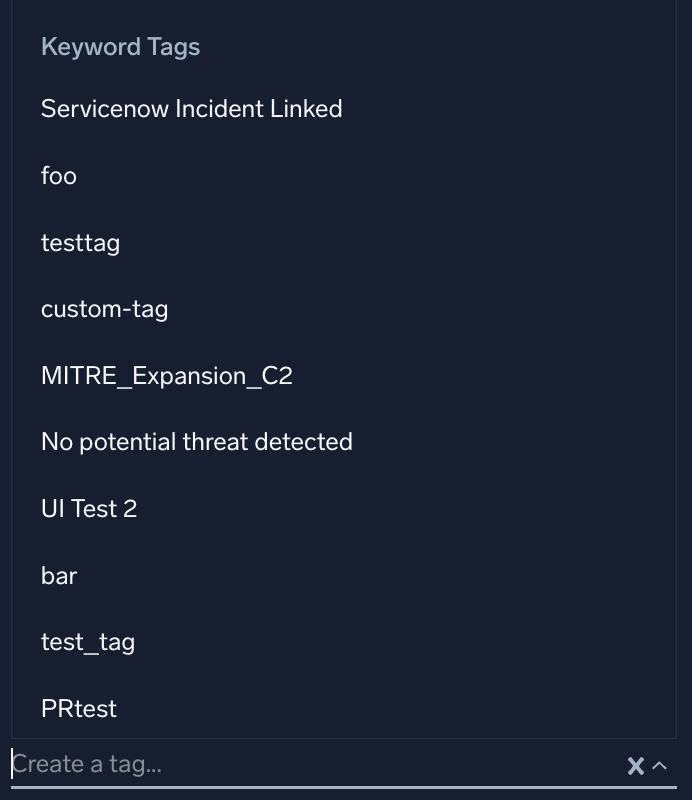 Keyword Tags
Servicenow Incident Linked
foo
testtag
custom-tag
MITRE_Expansion_C2
No potential threat detected
UI Test 2
bar
test_tag
PRtest
Create a tag...